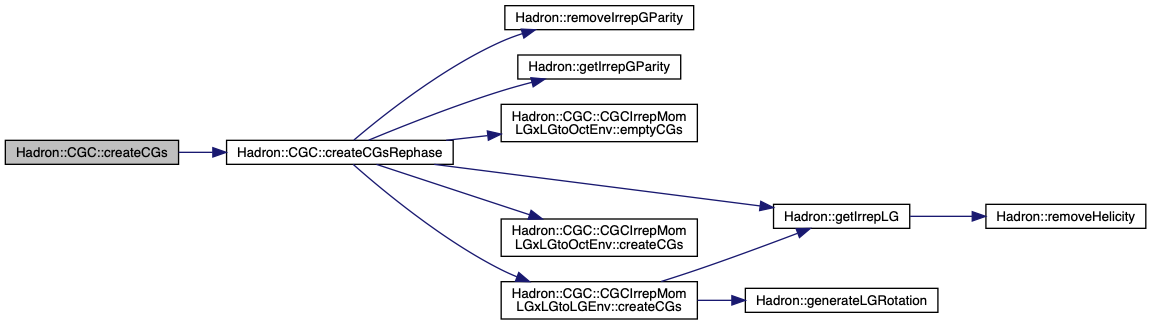 Hadron::removeIrrepGParity
Hadron::getIrrepGParity
Hadron::CGC::CGCIrrepMom
LGxLGtoOctEnv::emptyCGs
Hadron::CGC::createCGs
Hadron::CGC::createCGsRephase
Hadron::getIrrepLG
Hadron::removeHelicity
Hadron::CGC::CGCIrrepMom
LGxLGtoOctEnv::createCGs
Hadron::CGC::CGCIrrepMom
LGxLGtoLGEnv::createCGs
Hadron::generateLGRotation